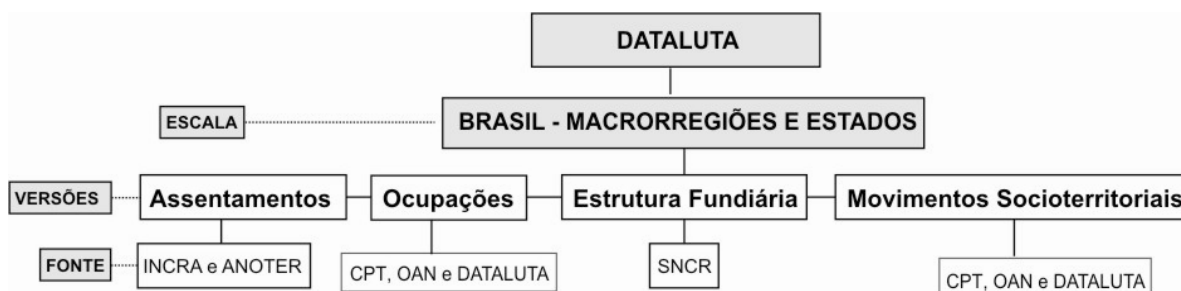 DATALUTA
ESCALA BRASIL - MACRORREGIÕES E ESTADOS
VERSÕES Assentamentos Ocupações Estrutura Fundiária Movimentos Socioterritoriais
FONTE INCRA e ANOTER CPT, OAN e DATALUTA SNCR CPT, OAN e DATALUTA